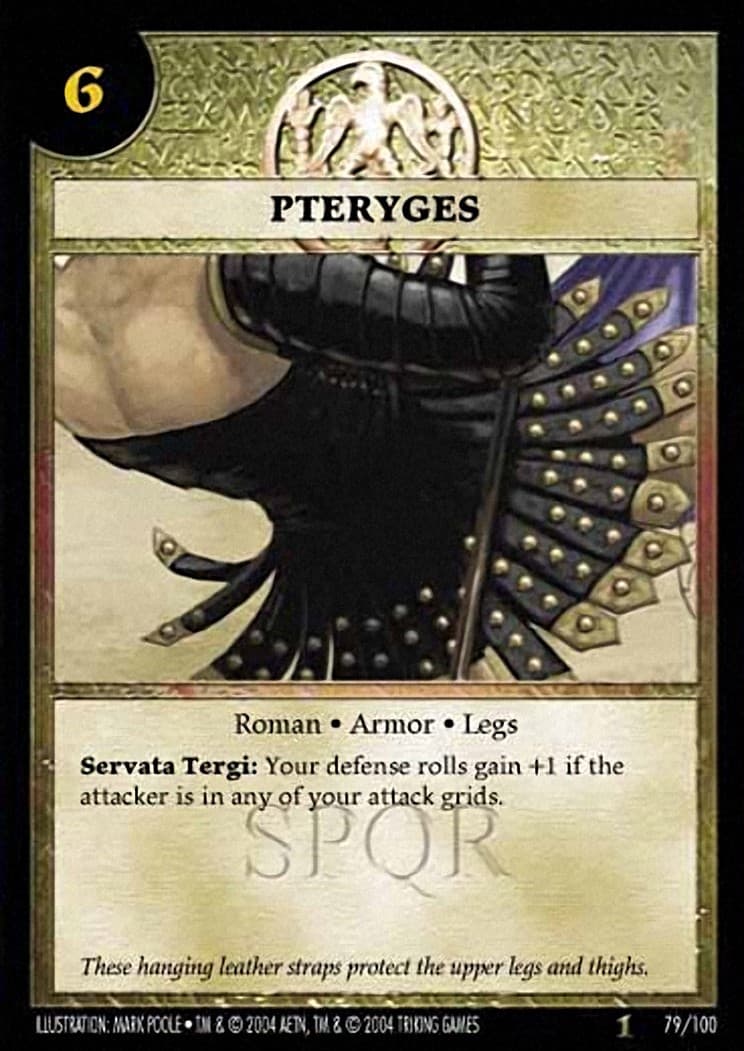 6
PTERYGES
Roman • Armor • Legs
Servata Tergi: Your defense rolls gain +1 if the
attacker is in any of your attack grids.
SPQR
These hanging leather straps protect the upper legs and thighs.
ILLUSTRATION: MARK POOLE • TM & © 2004 AETN, TM & © 2004 TRIKING GAMES 1 79/100